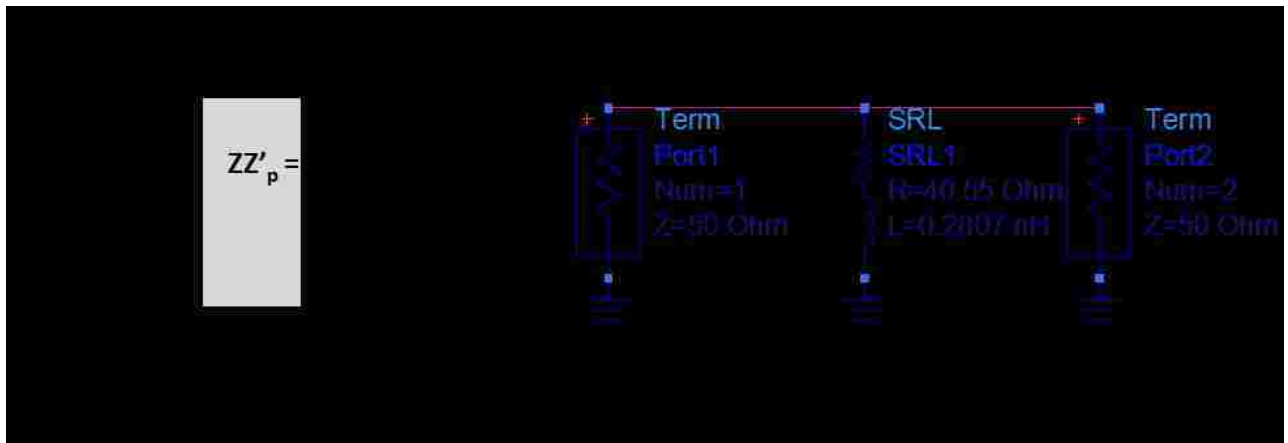 ZZ'p =
Term
Port1
Num=1
Z=50 Ohm
SRL
SRL1
R=40.65 Ohm
L=0.2807 nH
Term
Port2
Num=2
Z=50 Ohm